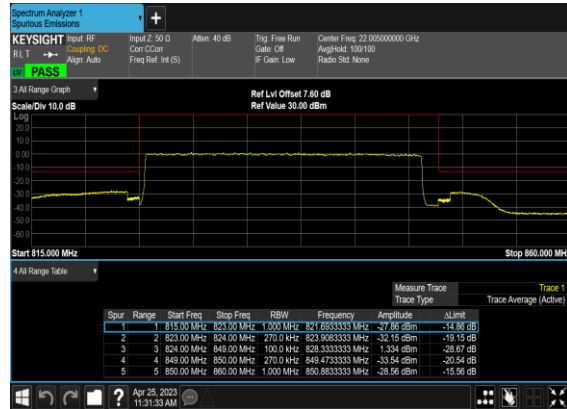 Spectrum Analyzer 1
Spurious Emissions
+
KEYSIGHT Input: RF Input Z: 50 Ω Atten: 40 dB Trig: Free Run Center Freq: 22.005000000 GHz
RLT Coupling: DC Corr CCorr Gate: Off Avg|Hold: 100/100
Align: Auto Freq Ref: Int (S) IF Gain: Low Radio Std: None
PASS
3 All Range Graph
Ref Lvl Offset 7.60 dB
Scale/Div 10.0 dB Ref Value 30.00 dBm
Log
20.0
10.0
0.00
-10.0
-20.0
-30.0
-40.0
-50.0
-60.0
Start 815.000 MHz Stop 860.000 MHz
4 All Range Table
Measure Trace Trace 1
Trace Type Trace Average (Active)
Spur Range Start Freq Stop Freq RBW Frequency Amplitude ΔLimit
1 1 815.00 MHz 823.00 MHz 1.000 MHz 821.6933333 MHz -27.86 dBm -14.86 dB
2 2 823.00 MHz 824.00 MHz 270.0 kHz 823.9083333 MHz -32.15 dBm -19.15 dB
3 3 824.00 MHz 849.00 MHz 100.0 kHz 828.3333333 MHz 1.334 dBm -28.67 dB
4 4 849.00 MHz 850.00 MHz 270.0 kHz 849.4733333 MHz -33.54 dBm -20.54 dB
5 5 850.00 MHz 860.00 MHz 1.000 MHz 850.8833333 MHz -28.56 dBm -15.56 dB
? Apr 25, 2023
11:31:33 AM